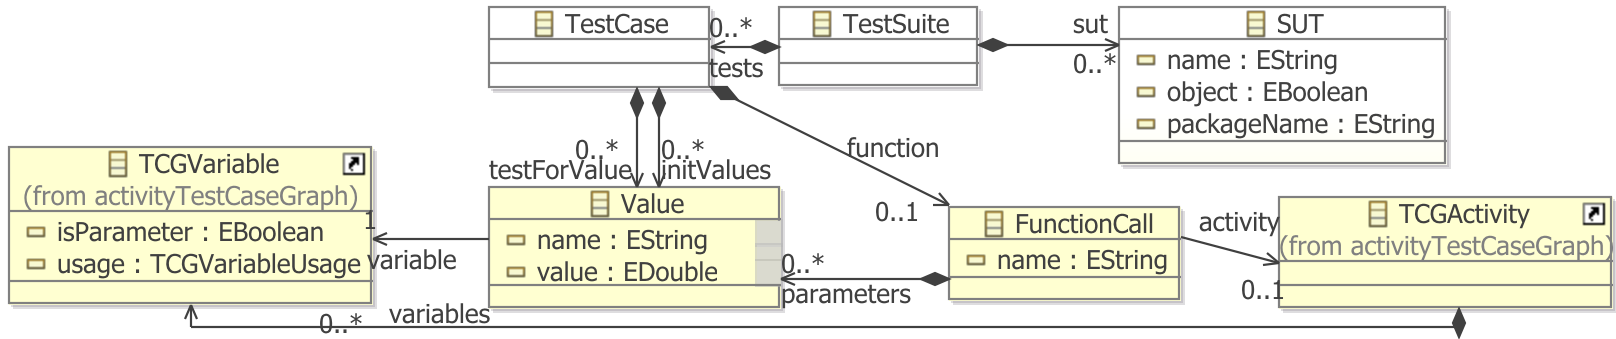 TestCase
TestSuite
SUT
name : EString
object : EBoolean
packageName : EString
0..*
tests
sut
0..*
function
0..1
0..*
testForValue
0..*
initValues
TCGVariable
(from activityTestCaseGraph)
isParameter : EBoolean
usage : TCGVariableUsage
1
variable
Value
name : EString
value : EDouble
0..*
parameters
FunctionCall
name : EString
activity
0..1
TCGActivity
(from activityTestCaseGraph)
0..*
variables